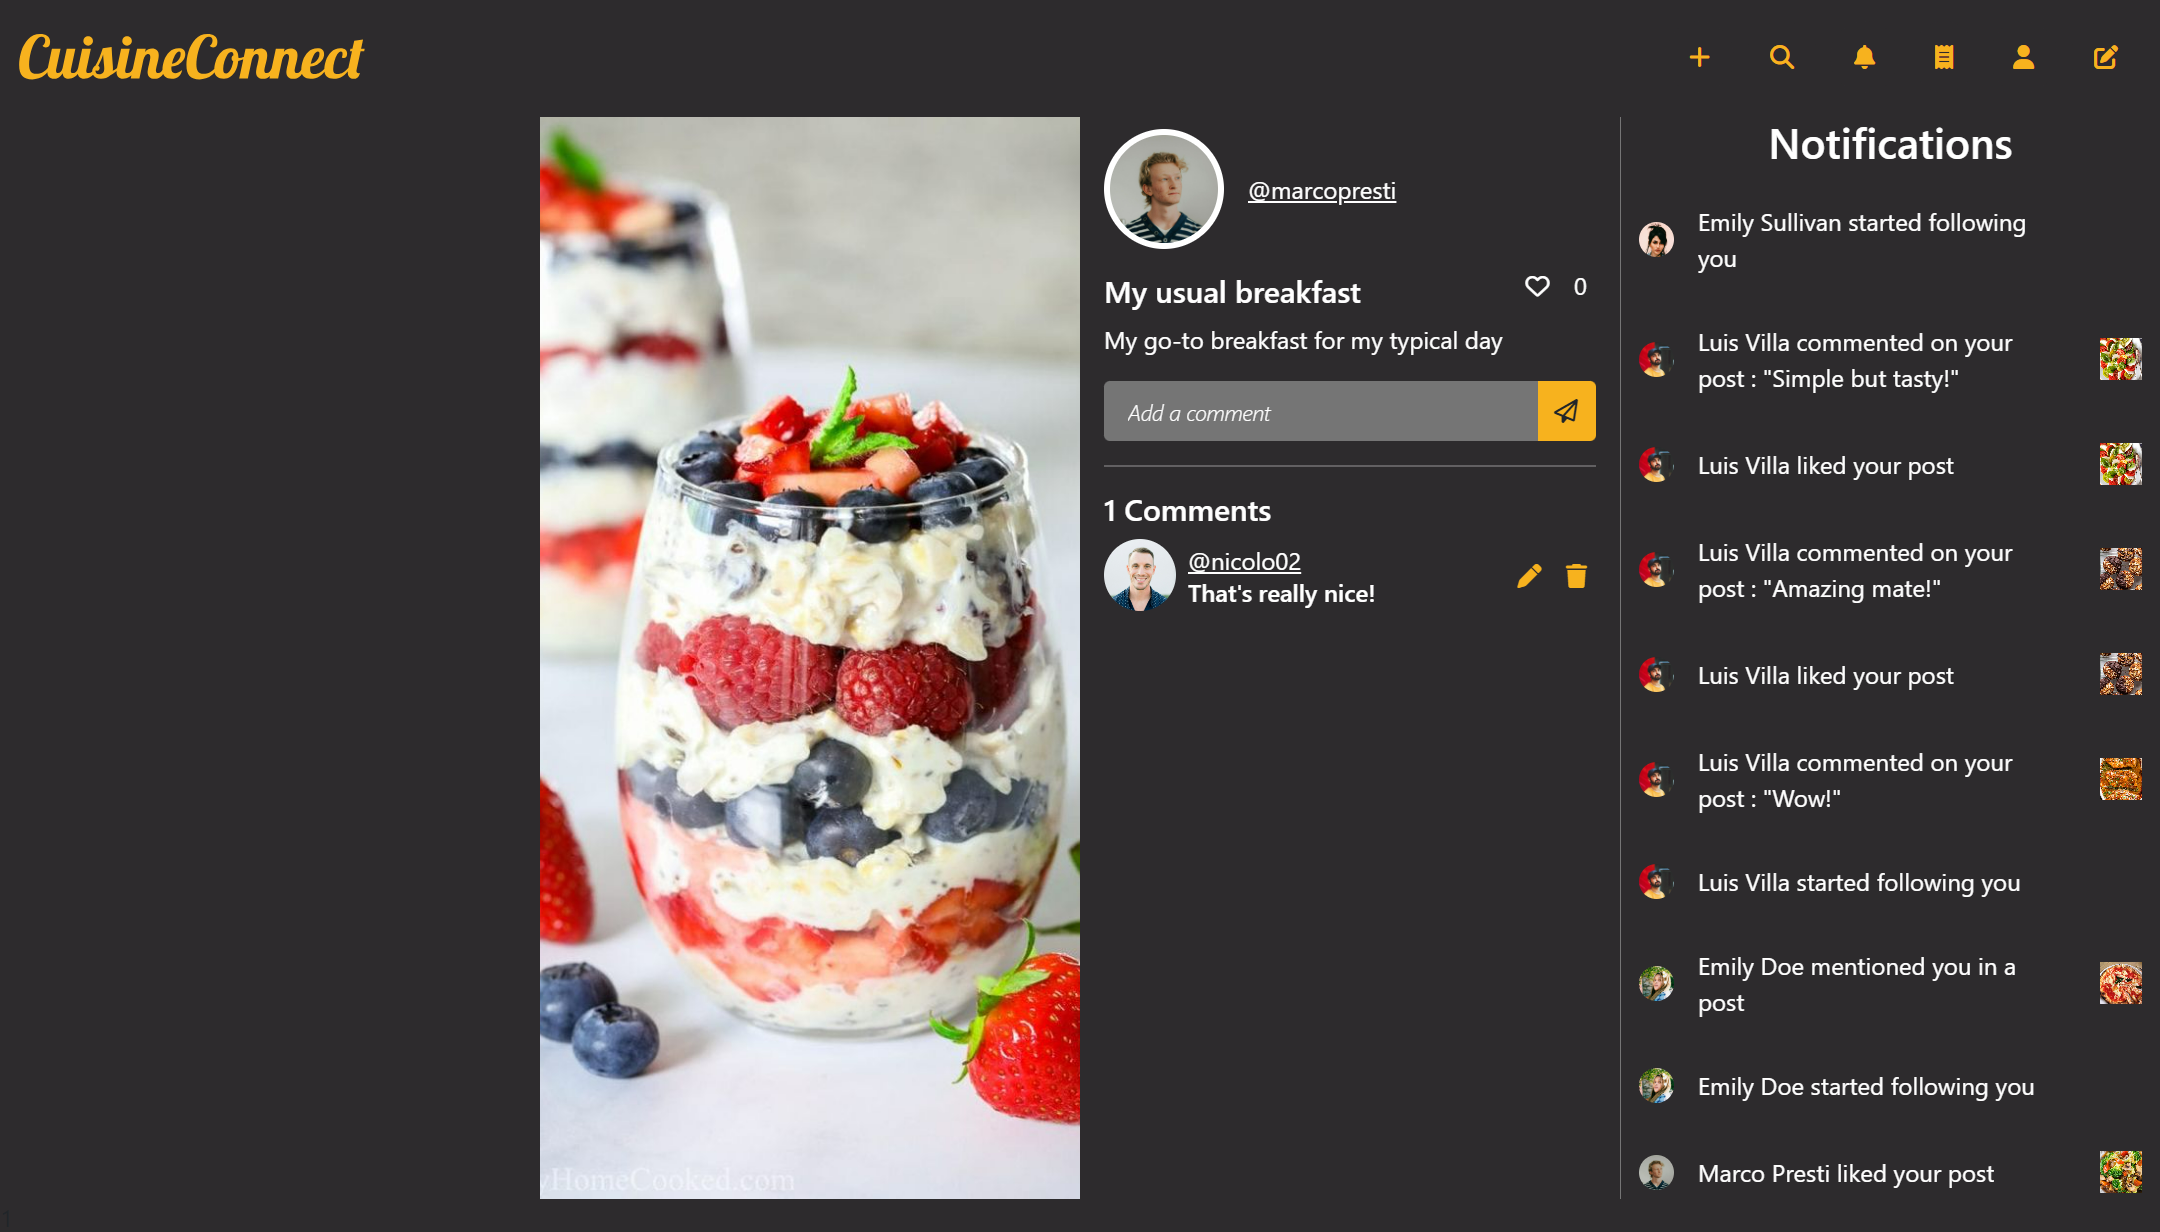 CuisineConnect
@marcopresti
My usual breakfast
0
My go-to breakfast for my typical day
Add a comment
1 Comments
@nicolo02
That's really nice!
yHomeCooked.com
Notifications
Emily Sullivan started following
you
Luis Villa commented on your
post : "Simple but tasty!"
Luis Villa liked your post
Luis Villa commented on your
post : "Amazing mate!"
Luis Villa liked your post
Luis Villa commented on your
post : "Wow!"
Luis Villa started following you
Emily Doe mentioned you in a
post
Emily Doe started following you
Marco Presti liked your post
1